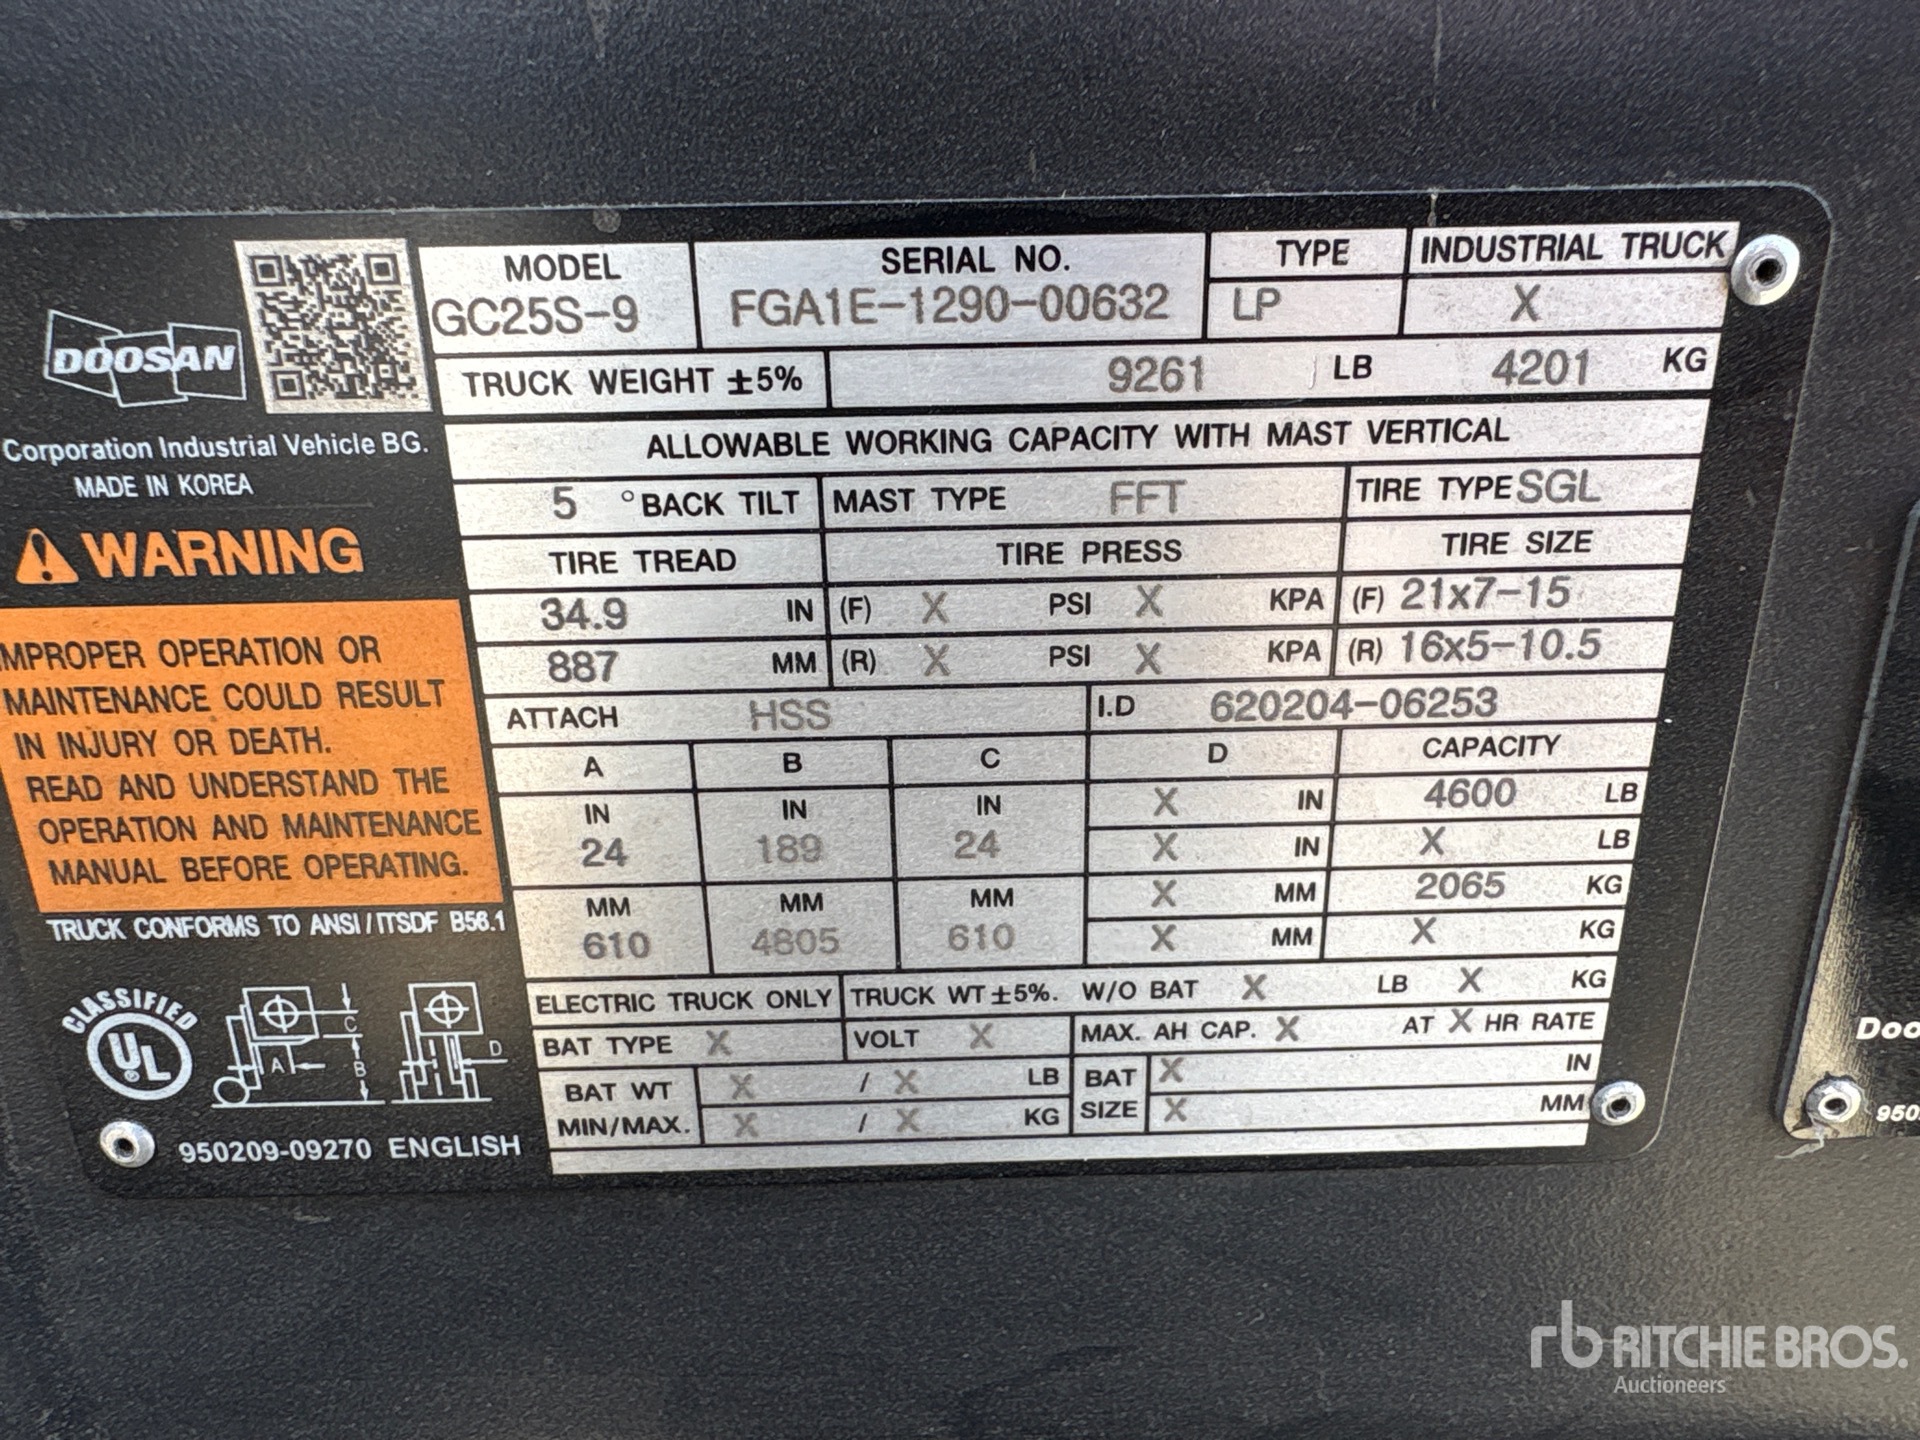 DOOSAN
Corporation Industrial Vehicle BG.
MADE IN KOREA
WARNING
IMPROPER OPERATION OR
MAINTENANCE COULD RESULT
IN INJURY OR DEATH.
READ AND UNDERSTAND THE
OPERATION AND MAINTENANCE
MANUAL BEFORE OPERATING.
TRUCK CONFORMS TO ANSI/ITSDF B56.1
CLASSIFIED
UL ®
A B C D
950209-09270 ENGLISH
MODEL SERIAL NO. TYPE INDUSTRIAL TRUCK
GC25S-9 FGA1E-1290-00632 LP X
TRUCK WEIGHT ±5% 9261 LB 4201 KG
ALLOWABLE WORKING CAPACITY WITH MAST VERTICAL
5 °BACK TILT MAST TYPE FFT TIRE TYPE SGL
TIRE TREAD TIRE PRESS TIRE SIZE
34.9 IN (F) X PSI X KPA (F) 21x7-15
887 MM (R) X PSI X KPA (R) 16x5-10.5
ATTACH HSS I.D 620204-06253
A B C D CAPACITY
IN IN IN X IN 4600 LB
24 189 24 X IN X LB
MM MM MM X MM 2065 KG
610 4805 610 X MM X KG
ELECTRIC TRUCK ONLY TRUCK WT ±5%. W/O BAT X LB X KG
BAT TYPE X VOLT X MAX. AH CAP. X AT X HR RATE
BAT WT X / X LB BAT X IN
MIN/MAX. X / X KG SIZE X MM
Doo
950
rb RITCHIE BROS.
Auctioneers